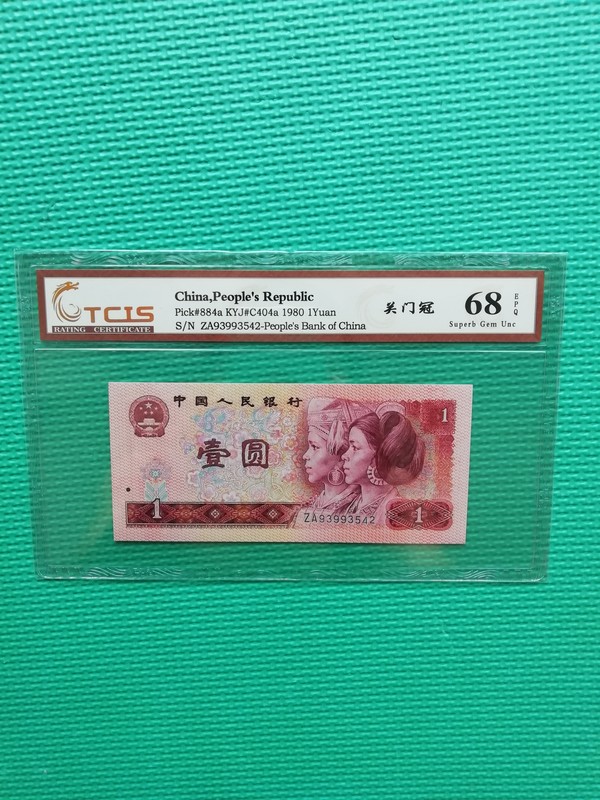 TCIS
RATING CERTIFICATE
China,People's Republic
Pick#884a KYJ#C404a 1980 1Yuan
S/N ZA93993542-People's Bank of China
关门冠
68
EPQ
Superb Gem Unc
中国人民银行
1
壹圆
1
ZA93993542
1